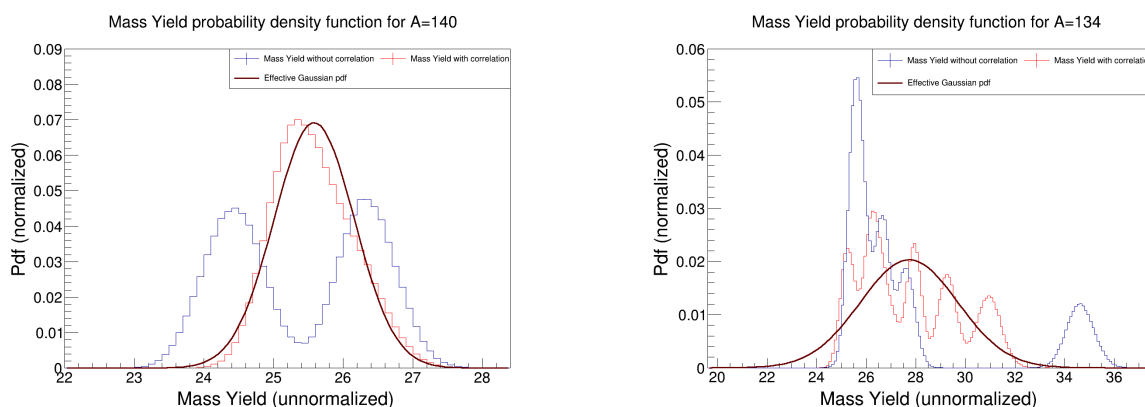 Mass Yield probability density function for A=140
0.09
0.08
0.07
0.06
0.05
0.04
0.03
0.02
0.01
0
Pdf (normalized)
Mass Yield without correlation
Mass Yield with correlation
Effective Gaussian pdf
22 23 24 25 26 27 28
Mass Yield (unnormalized)
Mass Yield probability density function for A=134
0.06
0.05
0.04
0.03
0.02
0.01
0
Pdf (normalized)
Mass Yield without correlation
Mass Yield with correlatio
Effective Gaussian pdf
20 22 24 26 28 30 32 34 36
Mass Yield (unnormalized)